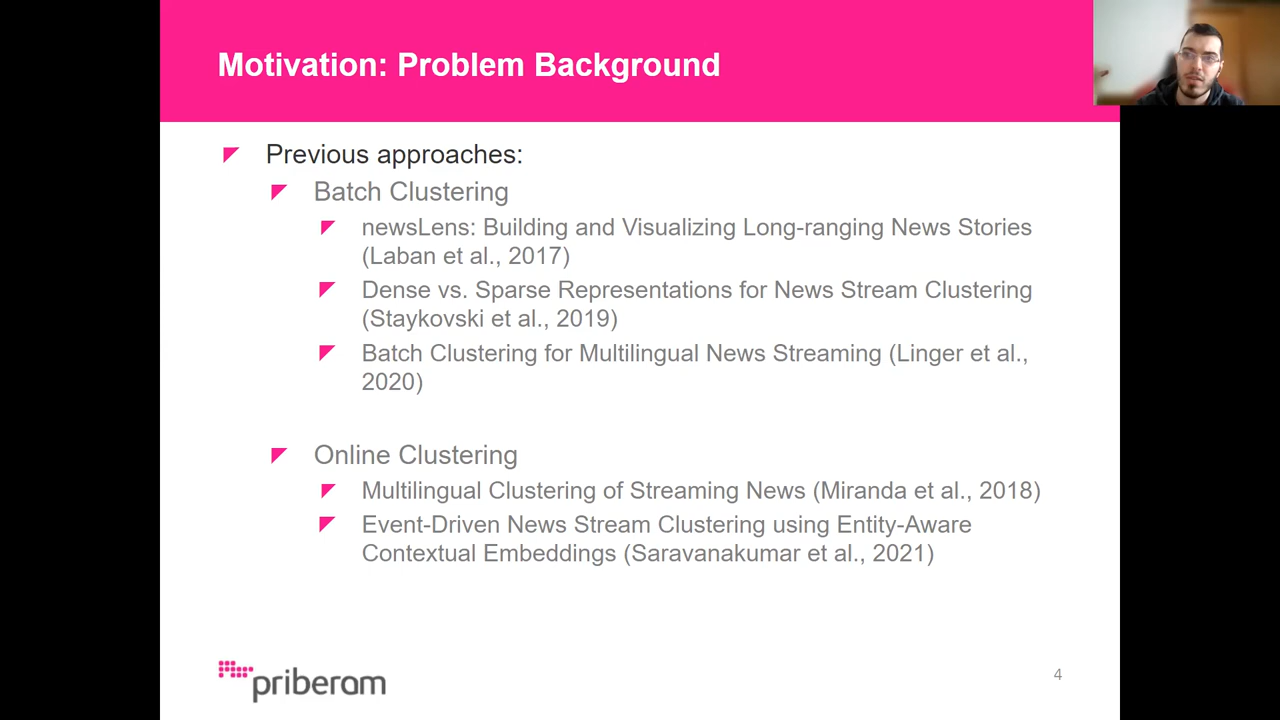 Motivation: Problem Background
Previous approaches:
Batch Clustering
newsLens: Building and Visualizing Long-ranging News Stories
(Laban et al., 2017)
Dense vs. Sparse Representations for News Stream Clustering
(Staykovski et al., 2019)
Batch Clustering for Multilingual News Streaming (Linger et al.,
2020)
Online Clustering
Multilingual Clustering of Streaming News (Miranda et al., 2018)
Event-Driven News Stream Clustering using Entity-Aware
Contextual Embeddings (Saravanakumar et al., 2021)
priberam
4